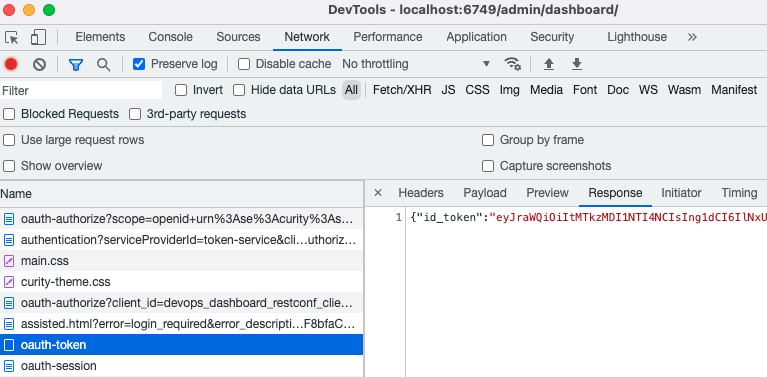 DevTools - localhost:6749/admin/dashboard/
Elements Console Sources Network Performance Application Security Lighthouse »
Preserve log Disable cache No throttling
Filter Invert Hide data URLs All Fetch/XHR JS CSS Img Media Font Doc WS Wasm Manifest
Blocked Requests 3rd-party requests
Use large request rows Group by frame
Show overview Capture screenshots
Name × Headers Payload Preview Response Initiator Timing
oauth-authorize?scope=openid+urn%3Ase%3Acurity%3As… 1 {"id_token":"eyJraWQiOiItMTkzMDI1NTI4NCIsIng1dCI6IlNxU
authentication?serviceProviderId=token-service&cli…uthoriz…
main.css
curity-theme.css
oauth-authorize?client_id=devops_dashboard_restconf_clie…
assisted.html?error=login_required&error_descripti…F8bfaC…
oauth-token
oauth-session